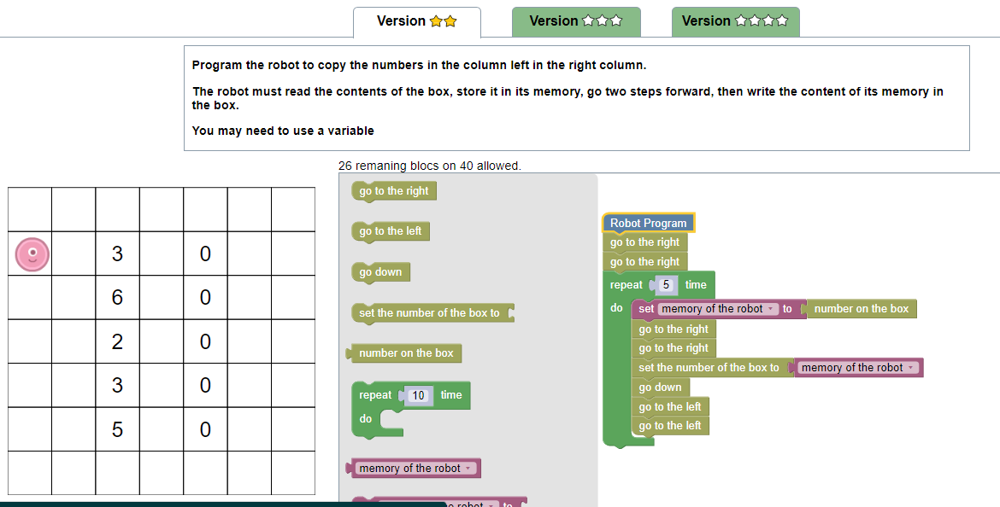 Version
Version
Version
Program the robot to copy the numbers in the column left in the right column.
The robot must read the contents of the box, store it in its memory, go two steps forward, then write the content of its memory in
the box.
You may need to use a variable
26 remaning blocs on 40 allowed.
3 0
6 0
2 0
3 0
5 0
go to the right
go to the left
go down
set the number of the box to
number on the box
repeat 10 time
do
memory of the robot
e robot to
Robot Program
go to the right
go to the right
repeat 5 time
do set memory of the robot to number on the box
go to the right
go to the right
set the number of the box to memory of the robot
go down
go to the left
go to the left